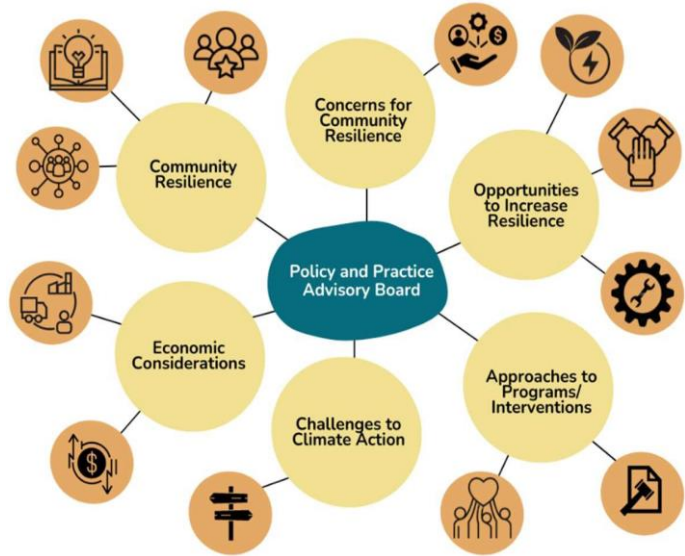 Concerns for
Community
Resilience
Community
Resilience
Opportunities
to Increase
Resilience
Policy and Practice
Advisory Board
Economic
Considerations
Approaches to
Programs/
Interventions
Challenges to
Climate Action
$
$